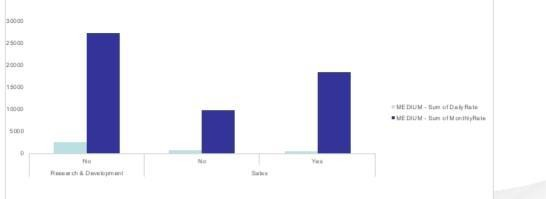 30000
25000
20000
15000
10000
5000
0
No
No
Yes
Research & Development
Sales
MEDIUM - Sum of DailyRate
MEDIUM - Sum of MonthlyRate